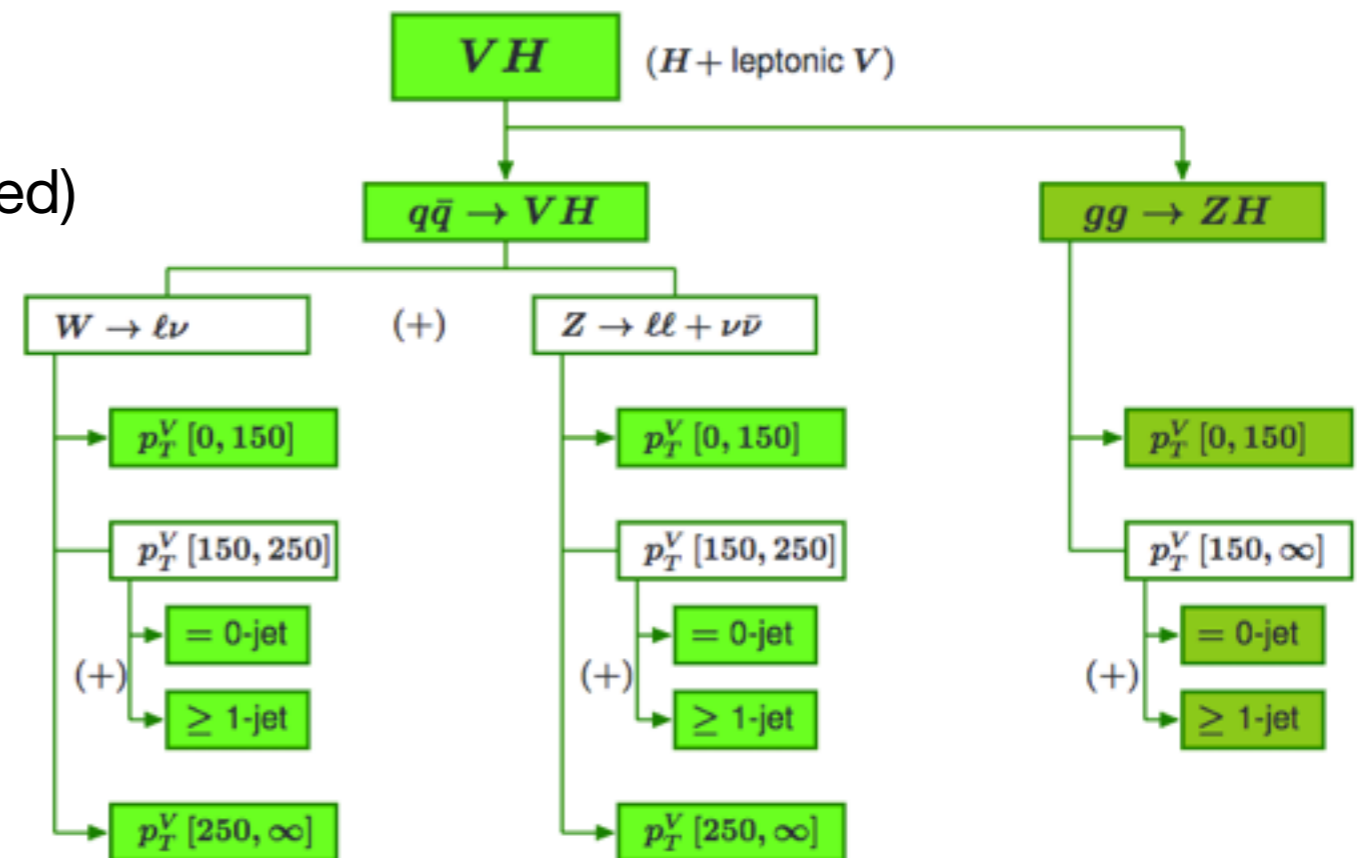 VH (H + leptonic V)
ed)
qq̄ → VH
gg → ZH
W → ℓν
(+)
Z → ℓℓ + νν̄
p_T^V [0, 150]
p_T^V [0, 150]
p_T^V [0, 150]
p_T^V [150, 250]
p_T^V [150, 250]
p_T^V [150, ∞]
= 0-jet
= 0-jet
= 0-jet
(+)
(+)
(+)
≥ 1-jet
≥ 1-jet
≥ 1-jet
p_T^V [250, ∞]
p_T^V [250, ∞]